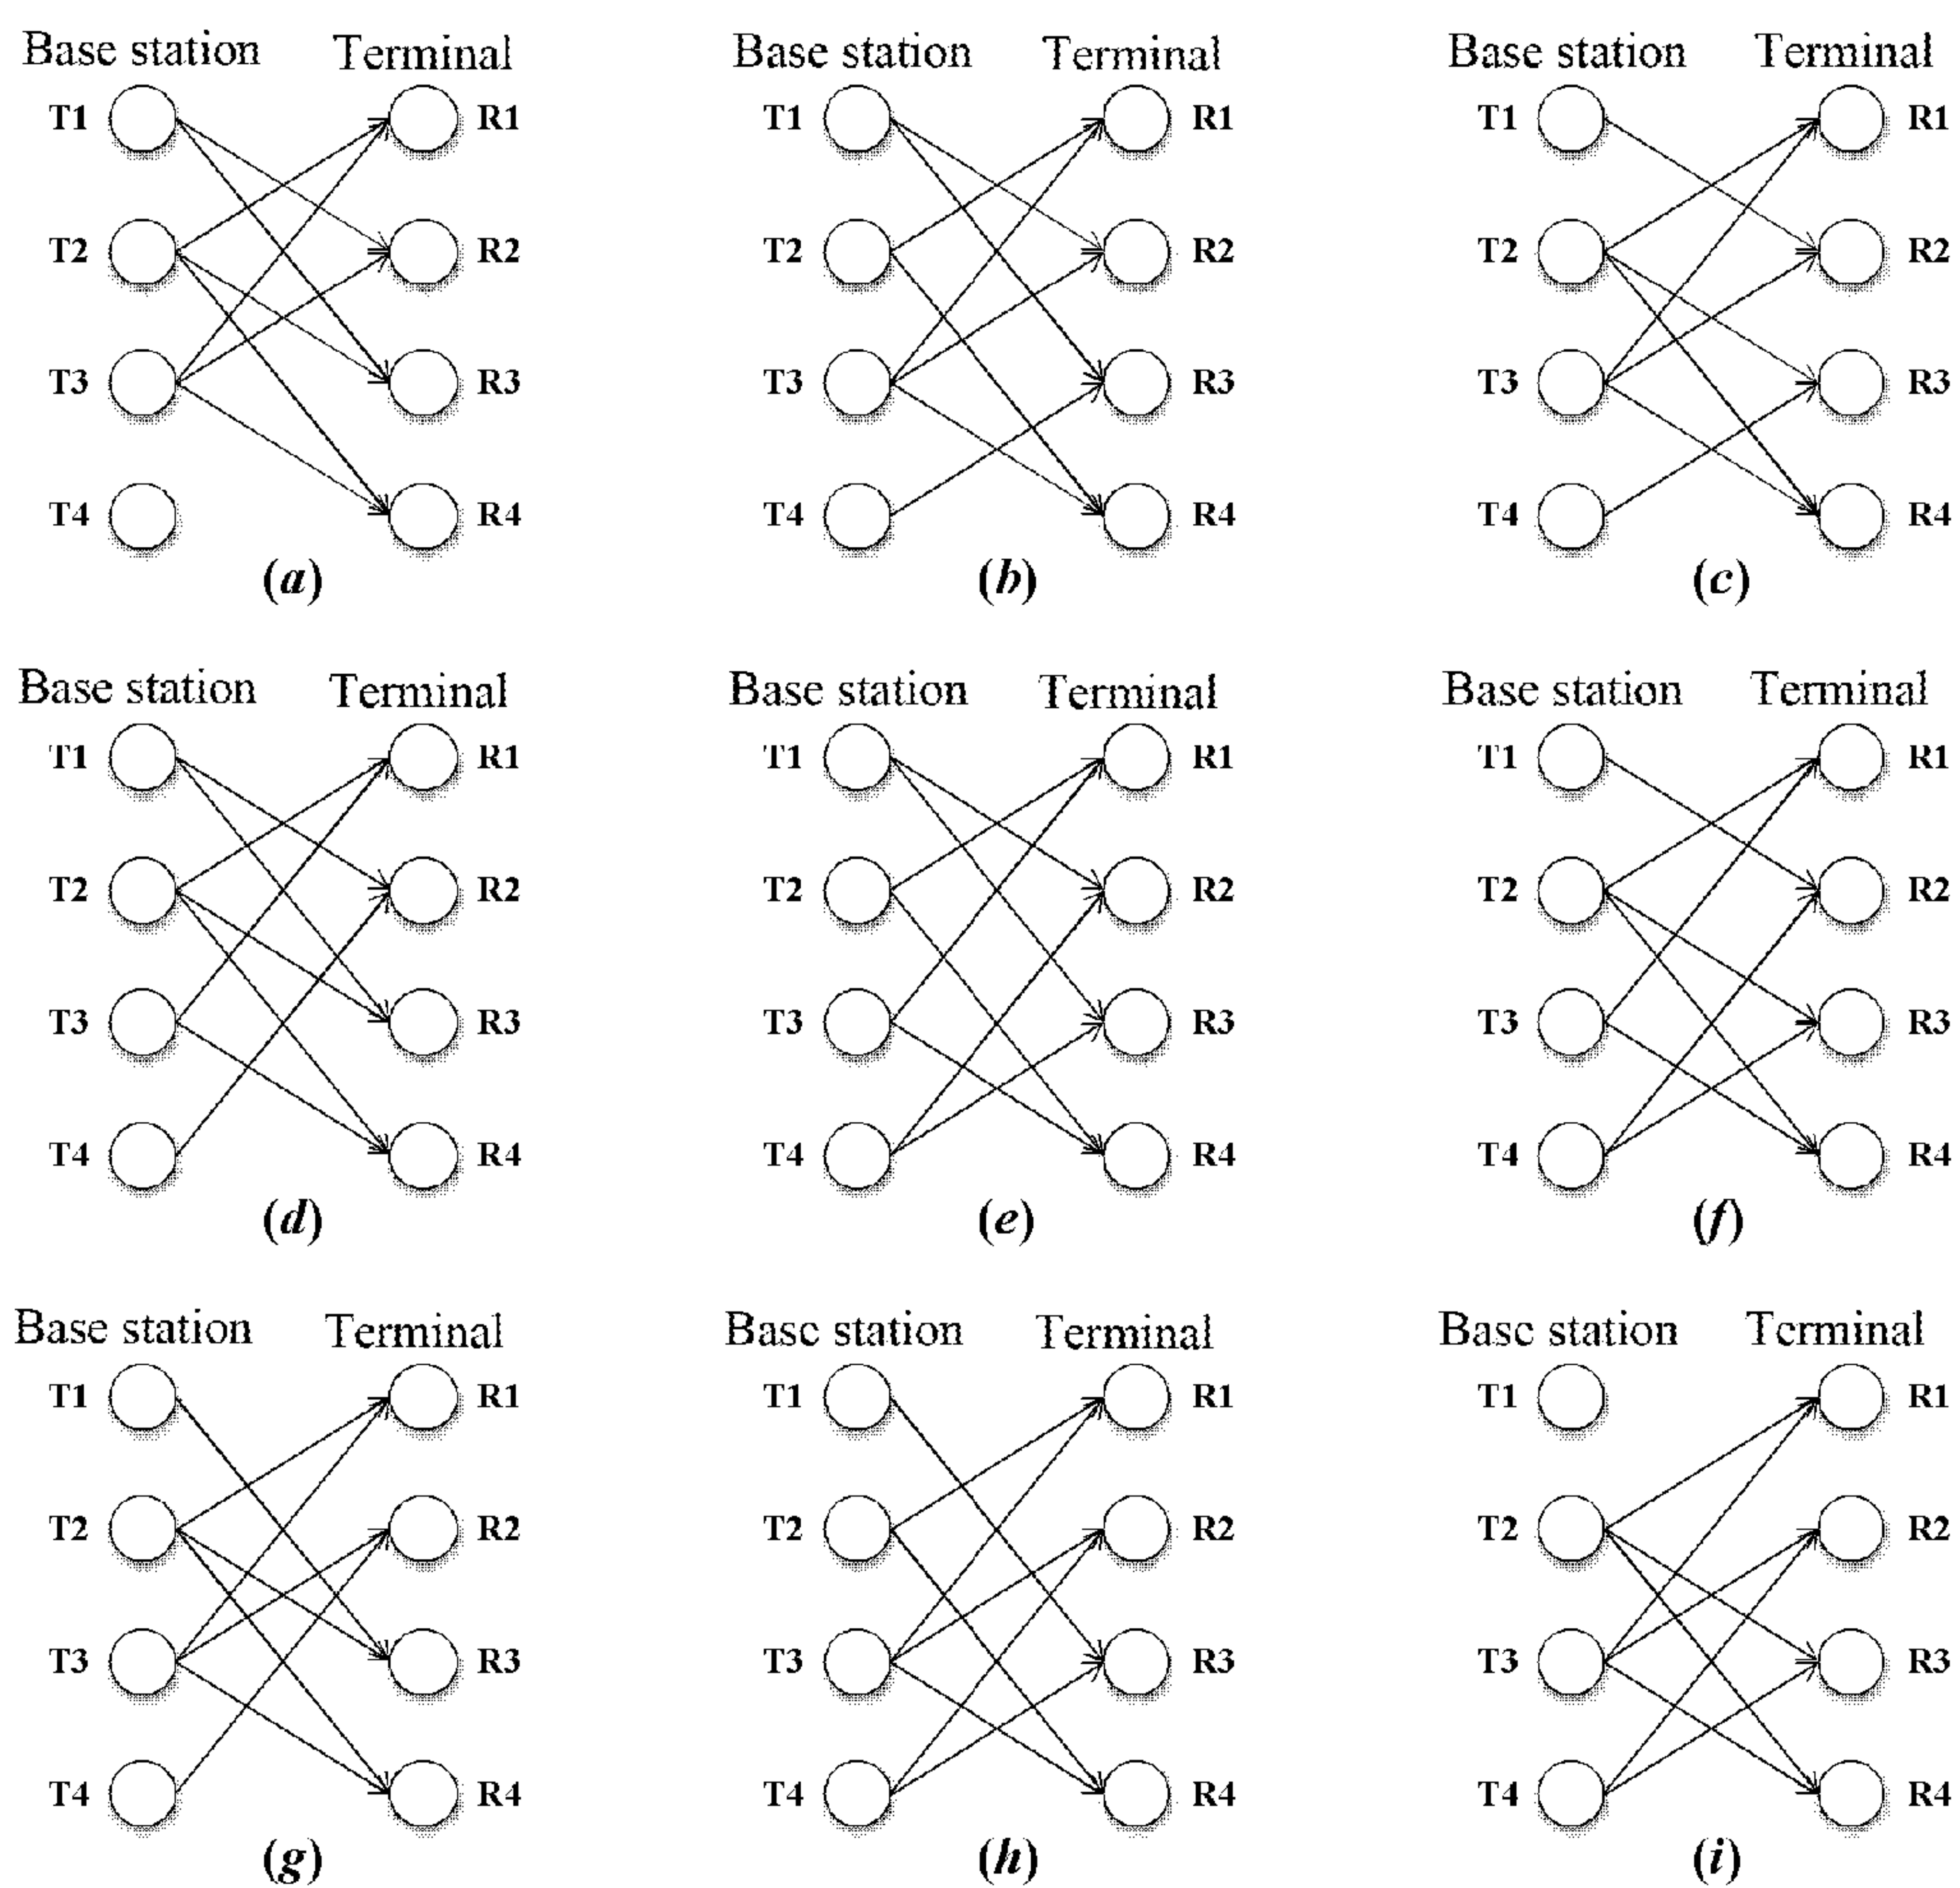 Base station Terminal Base station Terminal Base station Terminal
T1 R1 T1 R1 T1 R1
T2 R2 T2 R2 T2 R2
T3 R3 T3 R3 T3 R3
T4 R4 T4 R4 T4 R4
(a) (b) (c)
Base station Terminal Base station Terminal Base station Terminal
T1 R1 T1 R1 T1 R1
T2 R2 T2 R2 T2 R2
T3 R3 T3 R3 T3 R3
T4 R4 T4 R4 T4 R4
(d) (e) (f)
Base station Terminal Base station Terminal Base station Terminal
T1 R1 T1 R1 T1 R1
T2 R2 T2 R2 T2 R2
T3 R3 T3 R3 T3 R3
T4 R4 T4 R4 T4 R4
(g) (h) (i)